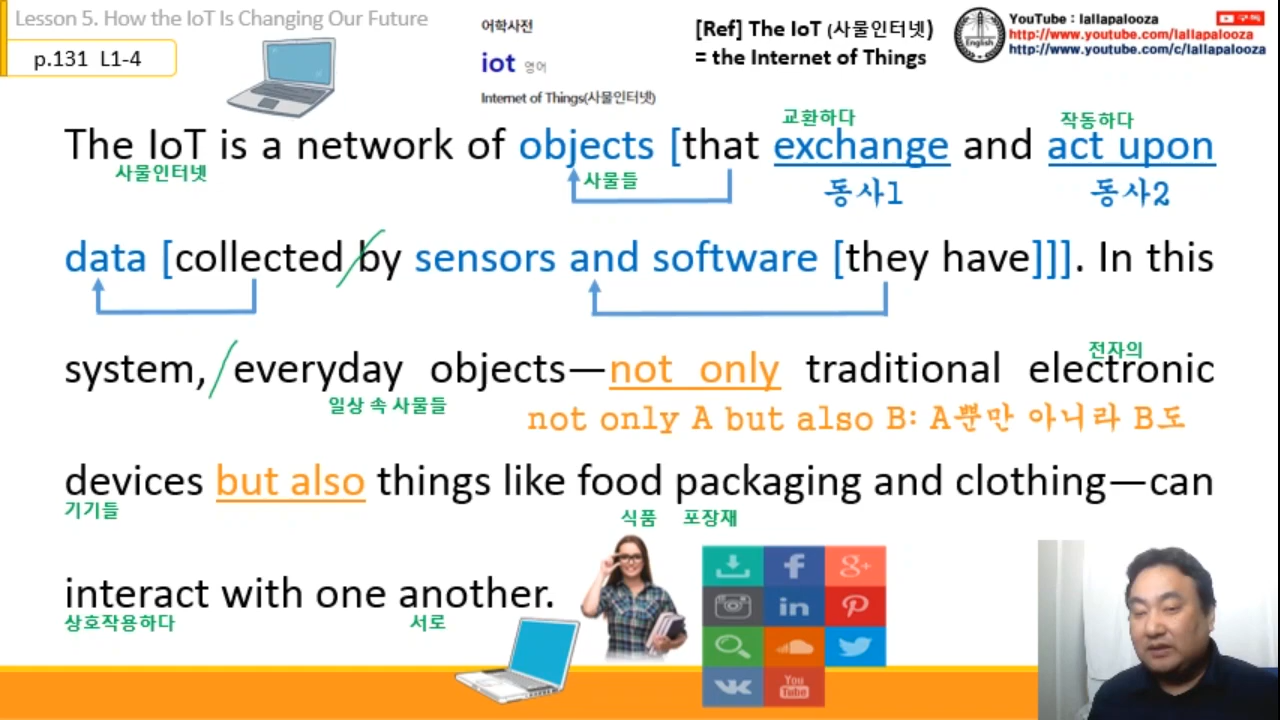 Lesson 5. How the IoT Is Changing Our Future
p.131 L1-4
어학사전
iot 영어
Internet of Things(사물인터넷)
[Ref] The IoT (사물인터넷)
= the Internet of Things
English
YouTube : lallapalooza
구독
http://www.youtube.com/lallapalooza
http://www.youtube.com/c/lallapalooza
교환하다 작동하다
The IoT is a network of objects [that exchange and act upon
사물인터넷 사물들 동사1 동사2
data [collected by sensors and software [they have]]]. In this
전자의
system, everyday objects—not only traditional electronic
일상 속 사물들 not only A but also B: A뿐만 아니라 B도
devices but also things like food packaging and clothing—can
기기들 식품 포장재
interact with one another.
상호작용하다 서로
f g+
in
You Tube